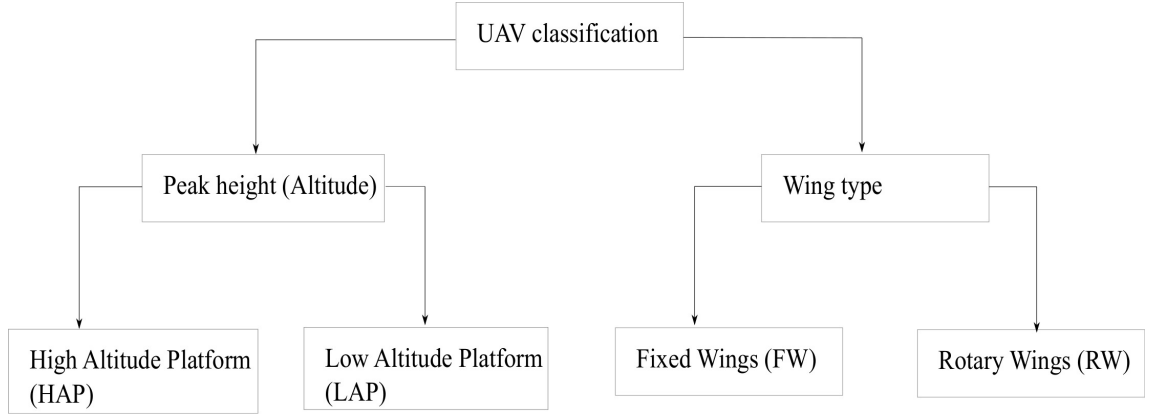 UAV classification
Peak height (Altitude)
Wing type
High Altitude Platform
(HAP)
Low Altitude Platform
(LAP)
Fixed Wings (FW)
Rotary Wings (RW)